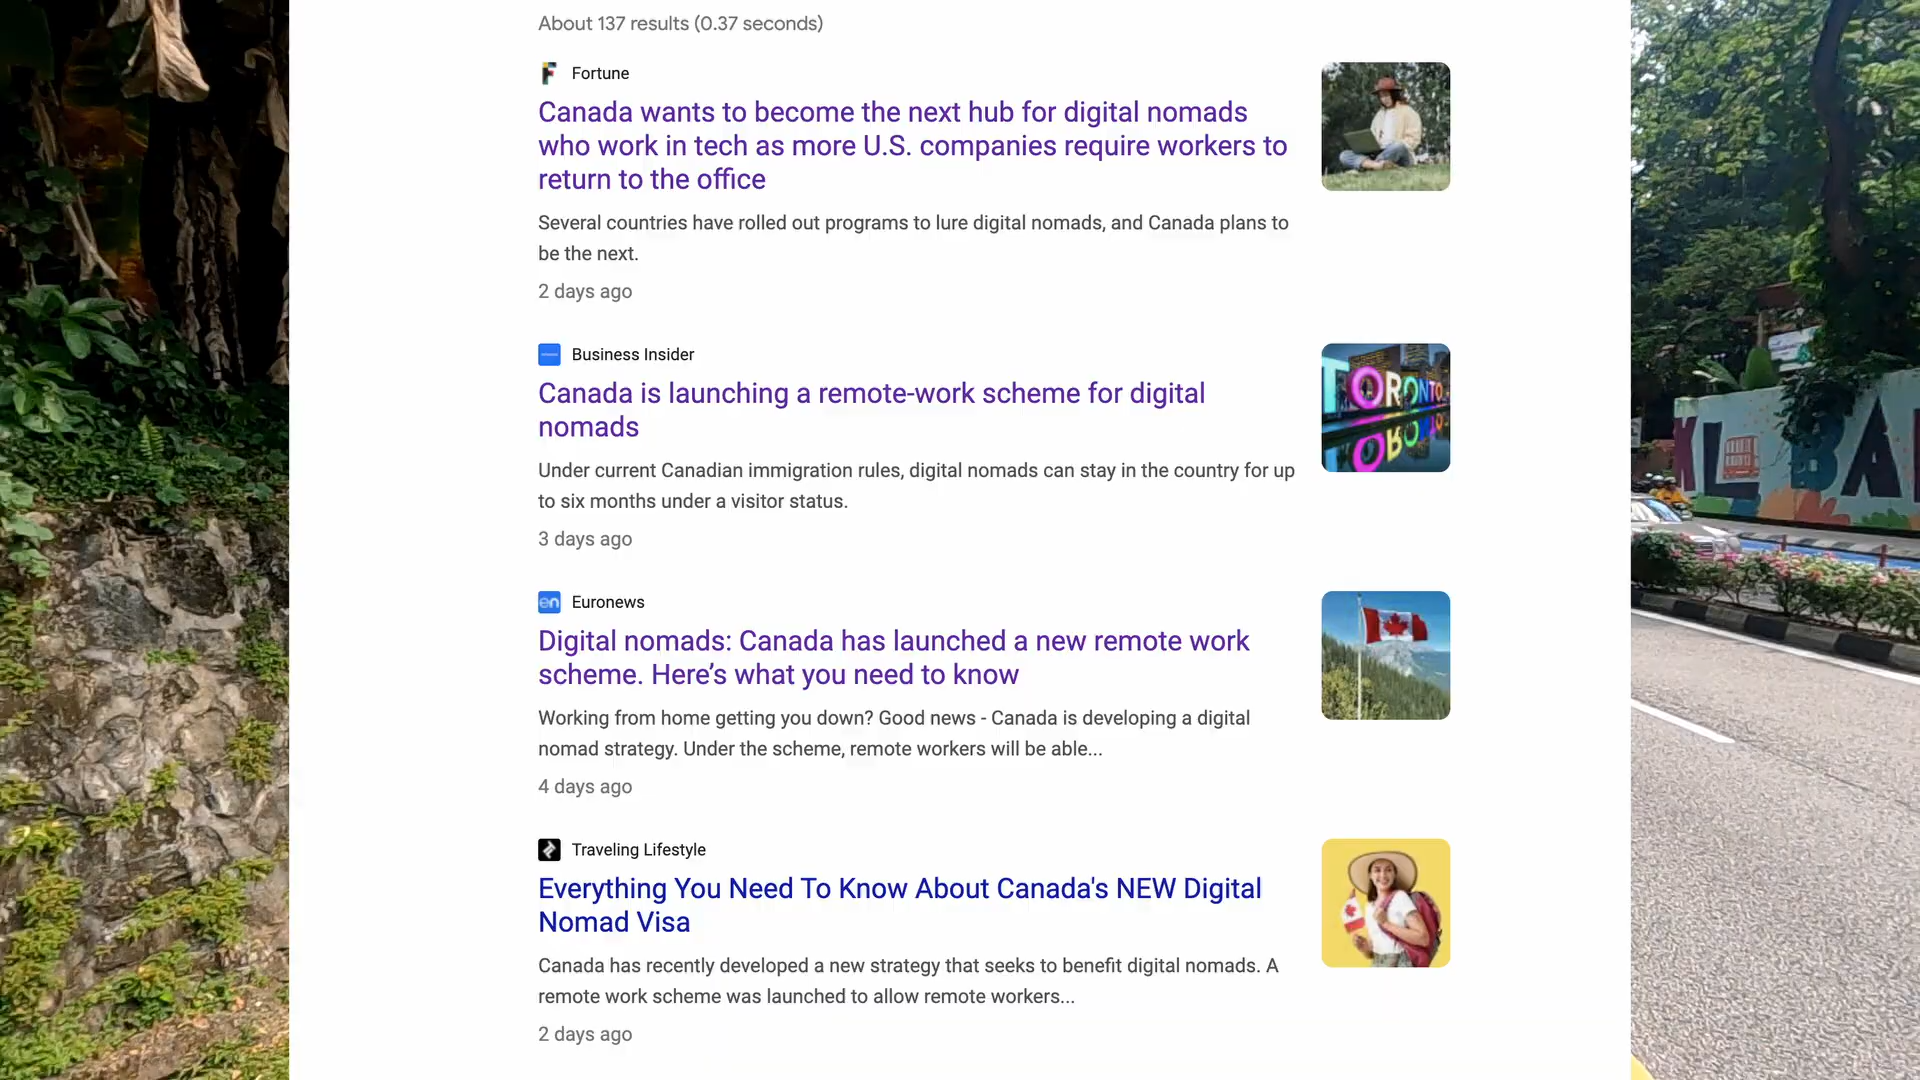 About 137 results (0.37 seconds)
Fortune
Canada wants to become the next hub for digital nomads
who work in tech as more U.S. companies require workers to
return to the office
Several countries have rolled out programs to lure digital nomads, and Canada plans to
be the next.
2 days ago
Business Insider
Canada is launching a remote-work scheme for digital
nomads
TORONTO
Under current Canadian immigration rules, digital nomads can stay in the country for up
to six months under a visitor status.
3 days ago
KL BA
en Euronews
Digital nomads: Canada has launched a new remote work
scheme. Here’s what you need to know
Working from home getting you down? Good news - Canada is developing a digital
nomad strategy. Under the scheme, remote workers will be able...
4 days ago
Traveling Lifestyle
Everything You Need To Know About Canada's NEW Digital
Nomad Visa
Canada has recently developed a new strategy that seeks to benefit digital nomads. A
remote work scheme was launched to allow remote workers...
2 days ago